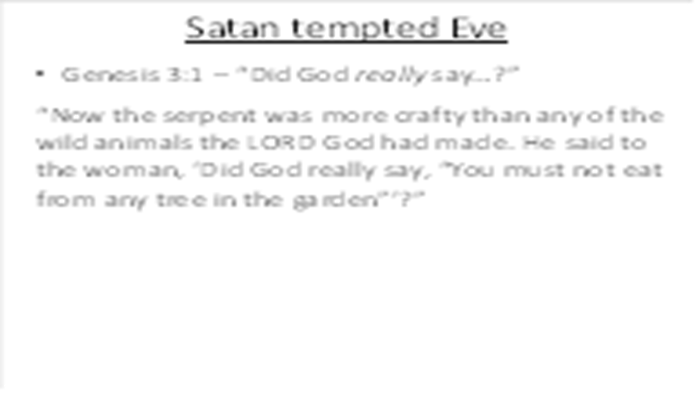 Satan tempted Eve
• Genesis 3:1 – “Did God really say…?”
“Now the serpent was more crafty than any of the
wild animals the LORD God had made. He said to
the woman, ‘Did God really say, “You must not eat
from any tree in the garden”’?”